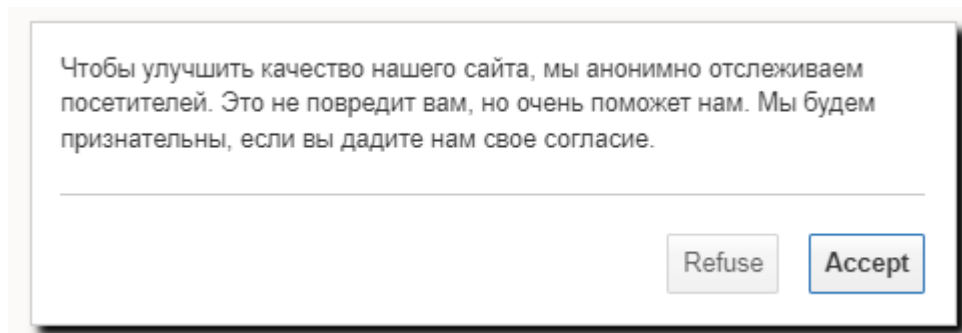 Чтобы улучшить качество нашего сайта, мы анонимно отслеживаем
посетителей. Это не повредит вам, но очень поможет нам. Мы будем
признательны, если вы дадите нам свое согласие.
Refuse Accept